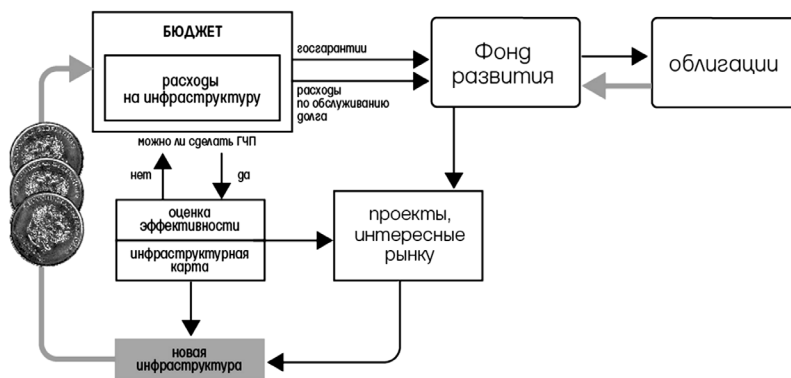 БЮДЖЕТ
расходы
на инфраструктуру
госгарантии
расходы
по обслуживанию
долга
Фонд
развития
облигации
можно ли сделать ГЧП
нет
да
оценка
эффективности
инфраструктурная
карта
проекты,
интересные
рынку
новая
инфраструктура